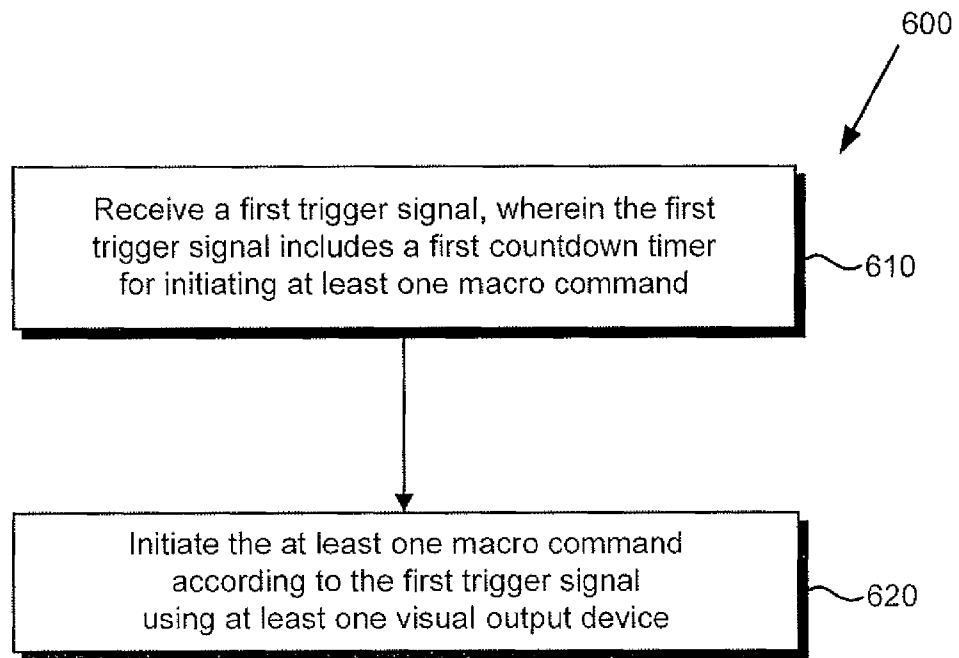 600
Receive a first trigger signal, wherein the first
trigger signal includes a first countdown timer
for initiating at least one macro command
610
Initiate the at least one macro command
according to the first trigger signal
using at least one visual output device
620